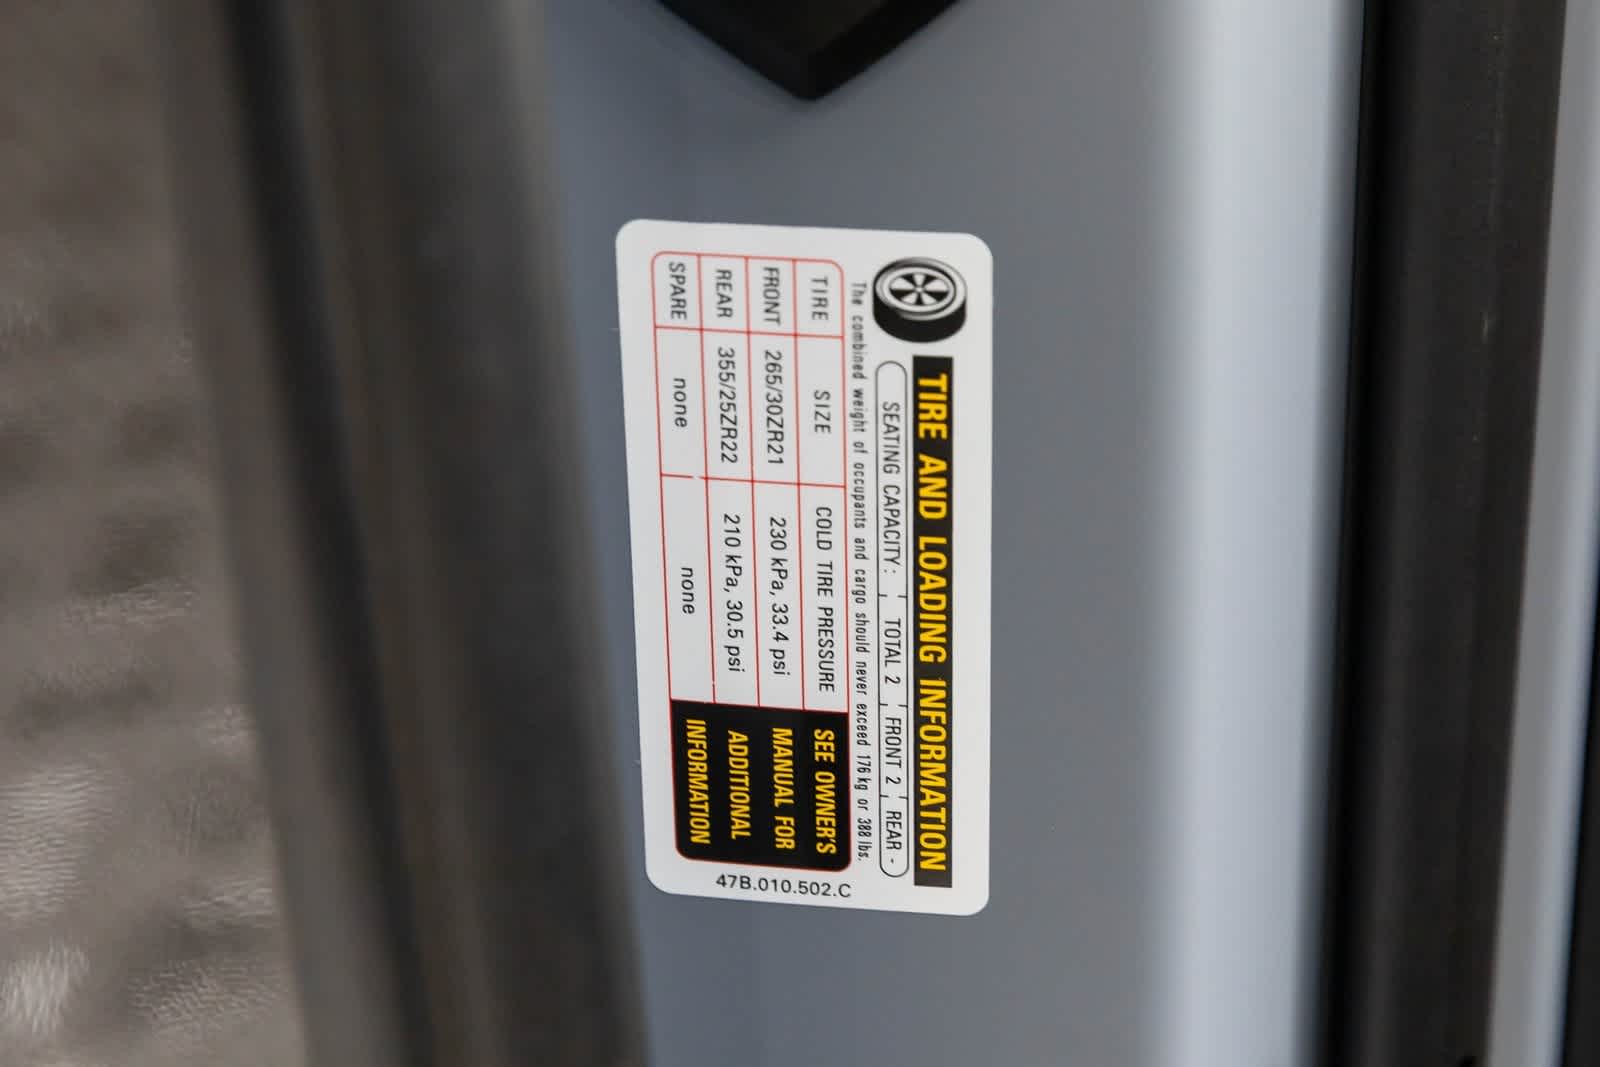 TIRE AND LOADING INFORMATION
SEATING CAPACITY: TOTAL 2 FRONT 2 REAR -
The combined weight of occupants and cargo should never exceed 176 kg or 388 lbs.
TIRE SIZE COLD TIRE PRESSURE SEE OWNER'S
FRONT 265/30ZR21 230 kPa, 33.4 psi MANUAL FOR
REAR 355/25ZR22 210 kPa, 30.5 psi ADDITIONAL
SPARE none none INFORMATION
47B.010.502.C